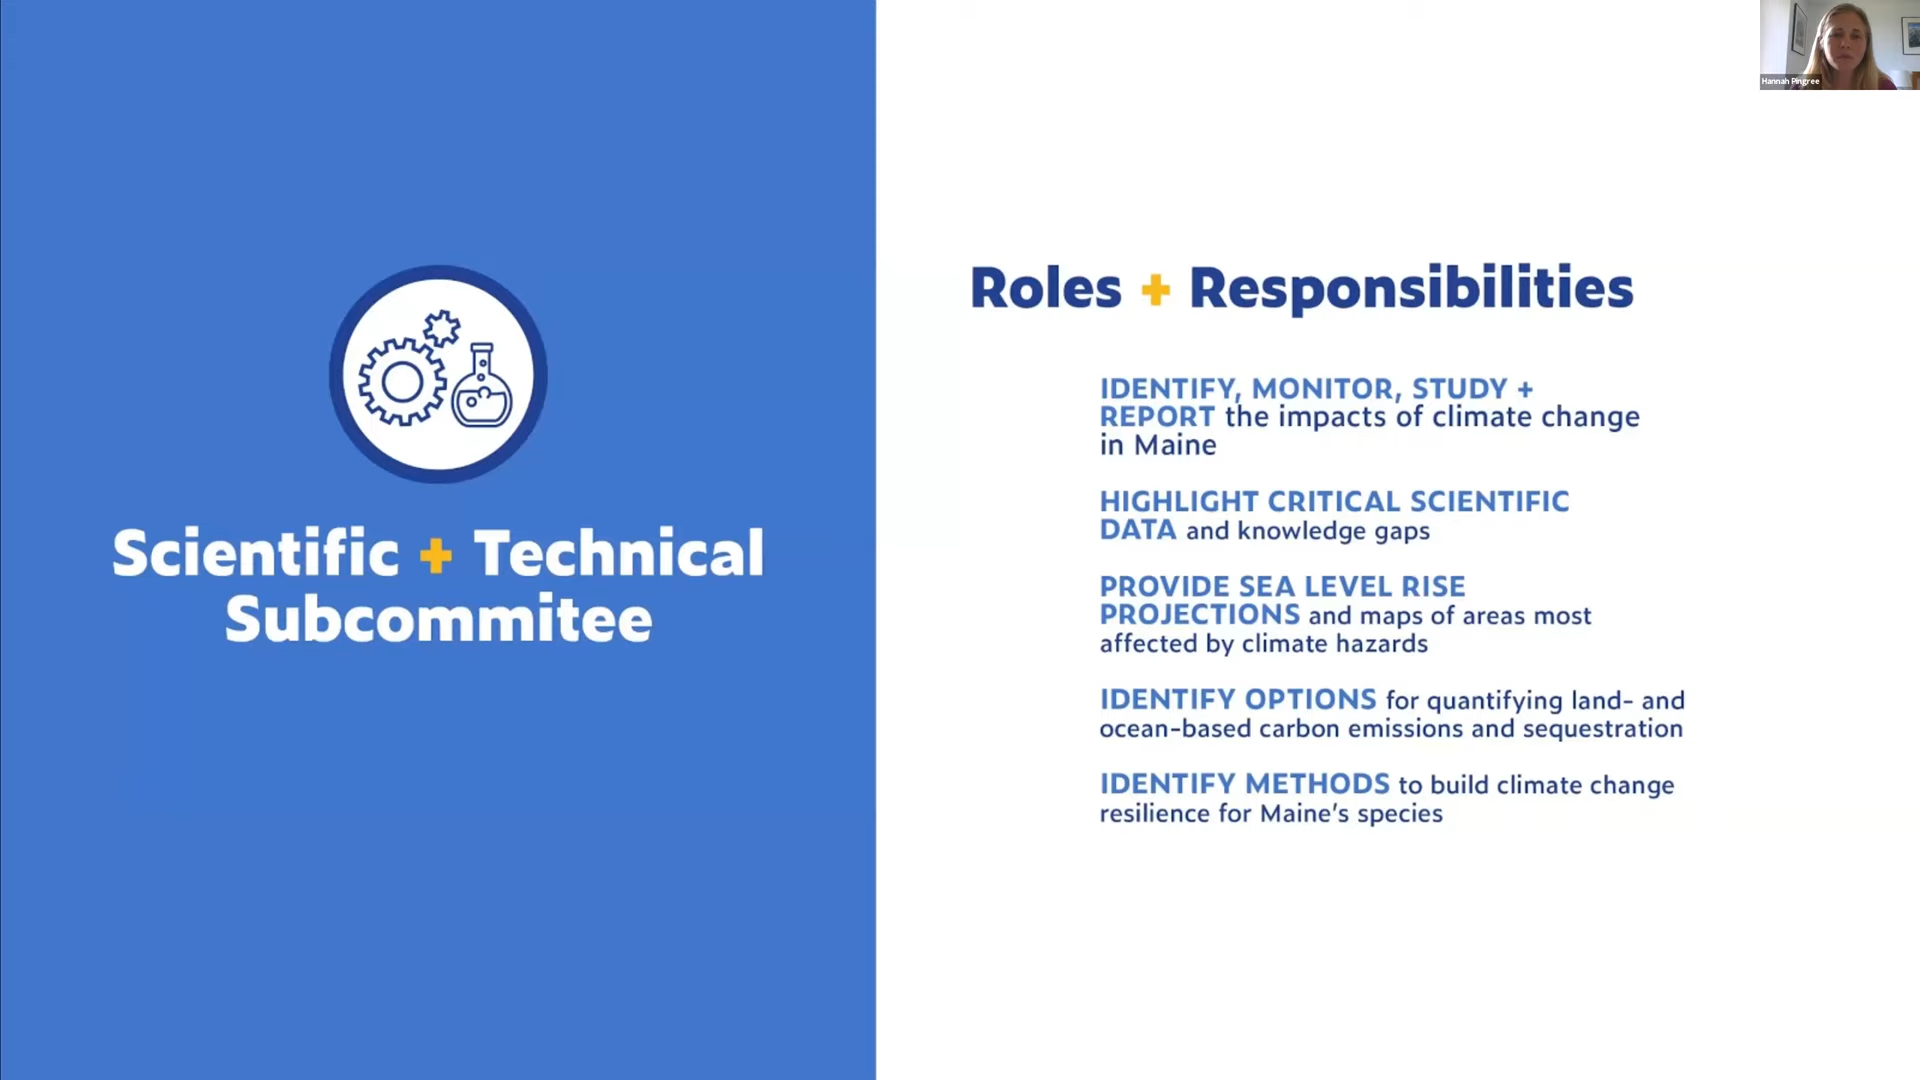 Hannah Pingree
Scientific + Technical
Subcommitee
Roles + Responsibilities
IDENTIFY, MONITOR, STUDY +
REPORT the impacts of climate change
in Maine
HIGHLIGHT CRITICAL SCIENTIFIC
DATA and knowledge gaps
PROVIDE SEA LEVEL RISE
PROJECTIONS and maps of areas most
affected by climate hazards
IDENTIFY OPTIONS for quantifying land- and
ocean-based carbon emissions and sequestration
IDENTIFY METHODS to build climate change
resilience for Maine's species